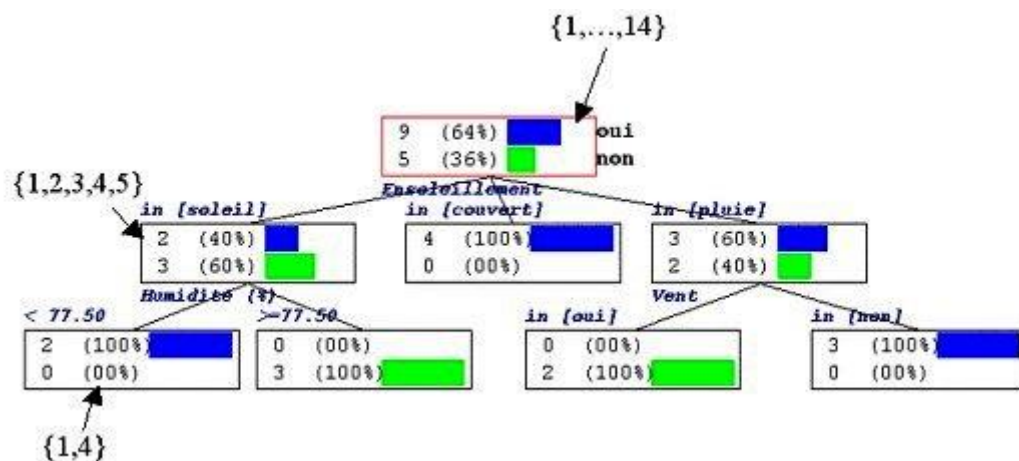 {1,...,14}
9 (64%) oui
5 (36%) non
{1,2,3,4,5}
Ensoleillement
in [soleil] in [couvert] in [pluie]
2 (40%) 4 (100%) 3 (60%)
3 (60%) 0 (00%) 2 (40%)
Humidité (%) Vent
< 77.50 >=77.50 in [oui] in [non]
2 (100%) 0 (00%) 0 (00%) 3 (100%)
0 (00%) 3 (100%) 2 (100%) 0 (00%)
{1,4}